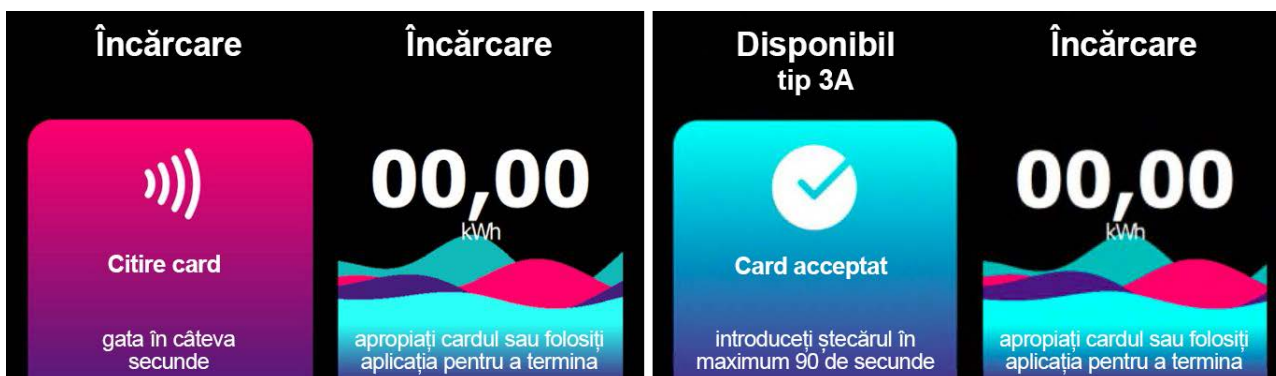 Încărcare
Citire card
gata în câteva
secunde
Încărcare
00,00
kWh
apropiați cardul sau folosiți
aplicația pentru a termina
Disponibil
tip 3A
Card acceptat
introduceți ștecărul în
maximum 90 de secunde
Încărcare
00,00
kWh
apropiați cardul sau folosiți
aplicația pentru a termina